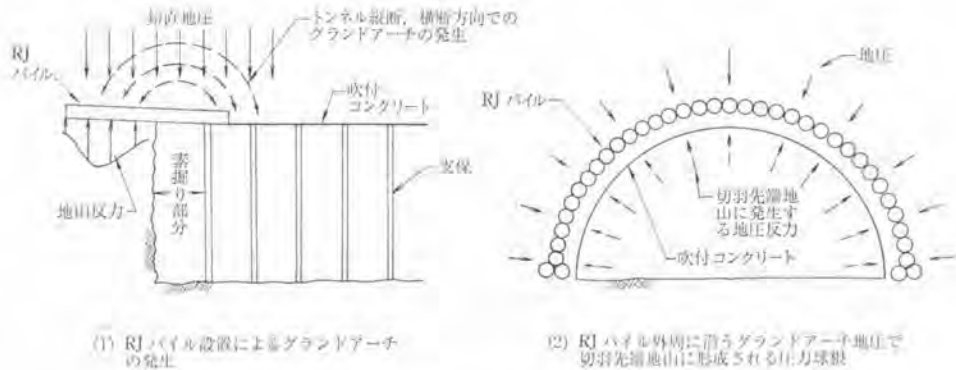 鉛直地圧
トンネル縦断，横断方向での
グランドアーチの発生
RJ
パイル
吹付
コンクリート
素掘り部分
支保
地山反力
(1) RJパイル設置によるグランドアーチ
の発生
地圧
RJパイル
切羽先端地
山に発生す
る地圧反力
吹付コンクリート
(2) RJパイル外周に沿うグランドアーチ地圧で
切羽先端地山に形成される圧力球根